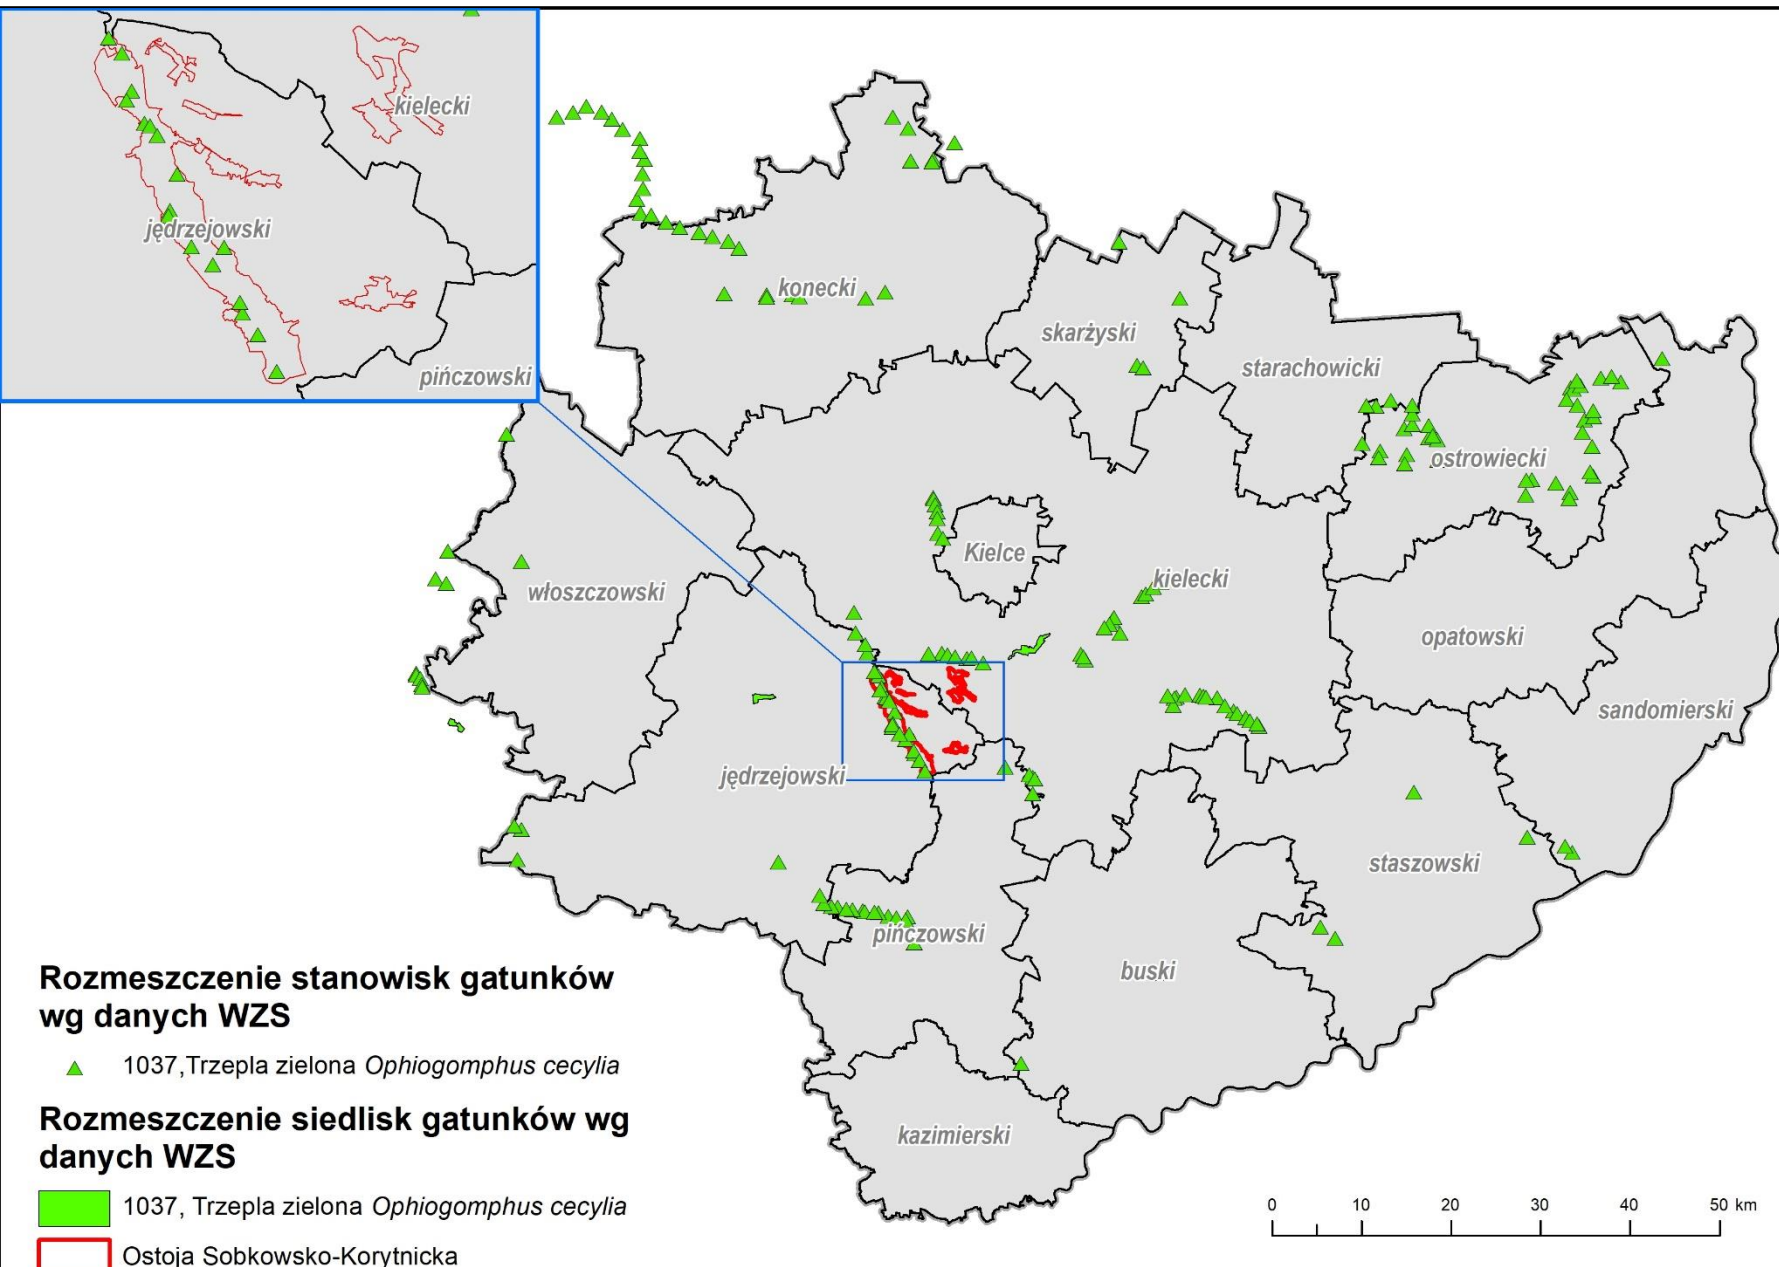 kielecki
jędrzejowski
pińczowski
konecki
skarżyski
starachowicki
ostrowiecki
Kielce
kielecki
włoszczowski
opatowski
sandomierski
jędrzejowski
staszowski
pińczowski
buski
kazimierski
Rozmeszczenie stanowisk gatunków
wg danych WZS
1037,Trzepla zielona Ophiogomphus cecylia
Rozmeszczenie siedlisk gatunków wg
danych WZS
1037, Trzepla zielona Ophiogomphus cecylia
Ostoja Sobkowsko-Korytnicka
0 10 20 30 40 50 km